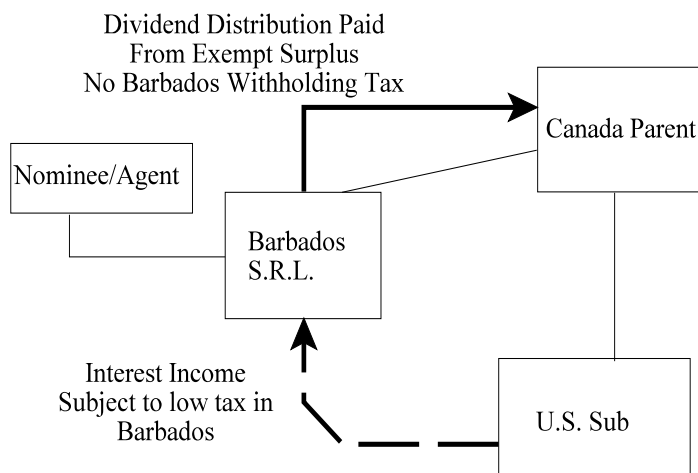 Dividend Distribution Paid
From Exempt Surplus
No Barbados Withholding Tax
Canada Parent
Nominee/Agent
Barbados
S.R.L.
Interest Income
Subject to low tax in
Barbados
U.S. Sub